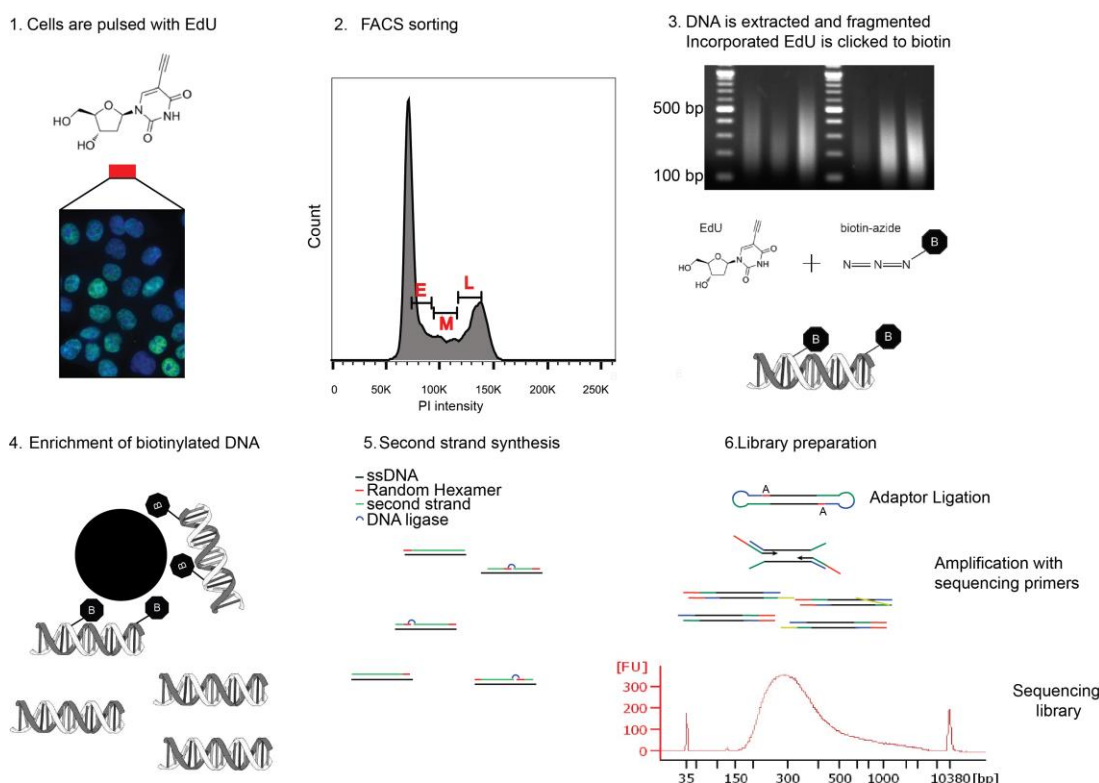 1. Cells are pulsed with EdU
HO
O
N
O
NH
O
HO
2. FACS sorting
Count
E
M
L
0 50K 100K 150K 200K 250K
PI intensity
3. DNA is extracted and fragmented
Incorporated EdU is clicked to biotin
500 bp
100 bp
EdU
HO
O
N
O
NH
O
HO
+
biotin-azide
N=N=N
B
B
B
4. Enrichment of biotinylated DNA
B
B
B
B
5. Second strand synthesis
ssDNA
Random Hexamer
second strand
DNA ligase
6.Library preparation
A
A
Adaptor Ligation
Amplification with
sequencing primers
[FU]
300
200
100
0
35 150 300 500 1000 10380 [bp]
Sequencing
library